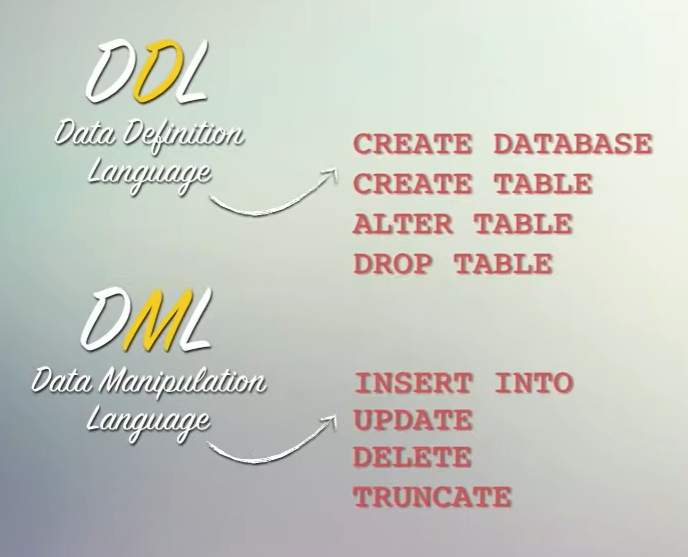 DDL
Data Definition
Language
CREATE DATABASE
CREATE TABLE
ALTER TABLE
DROP TABLE
DML
Data Manipulation
Language
INSERT INTO
UPDATE
DELETE
TRUNCATE